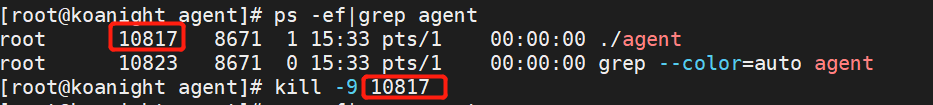 [root@koanight agent]# ps -ef|grep agent
root 10817 8671 1 15:33 pts/1 00:00:00 ./agent
root 10823 8671 0 15:33 pts/1 00:00:00 grep --color=auto agent
[root@koanight agent]# kill -9 10817